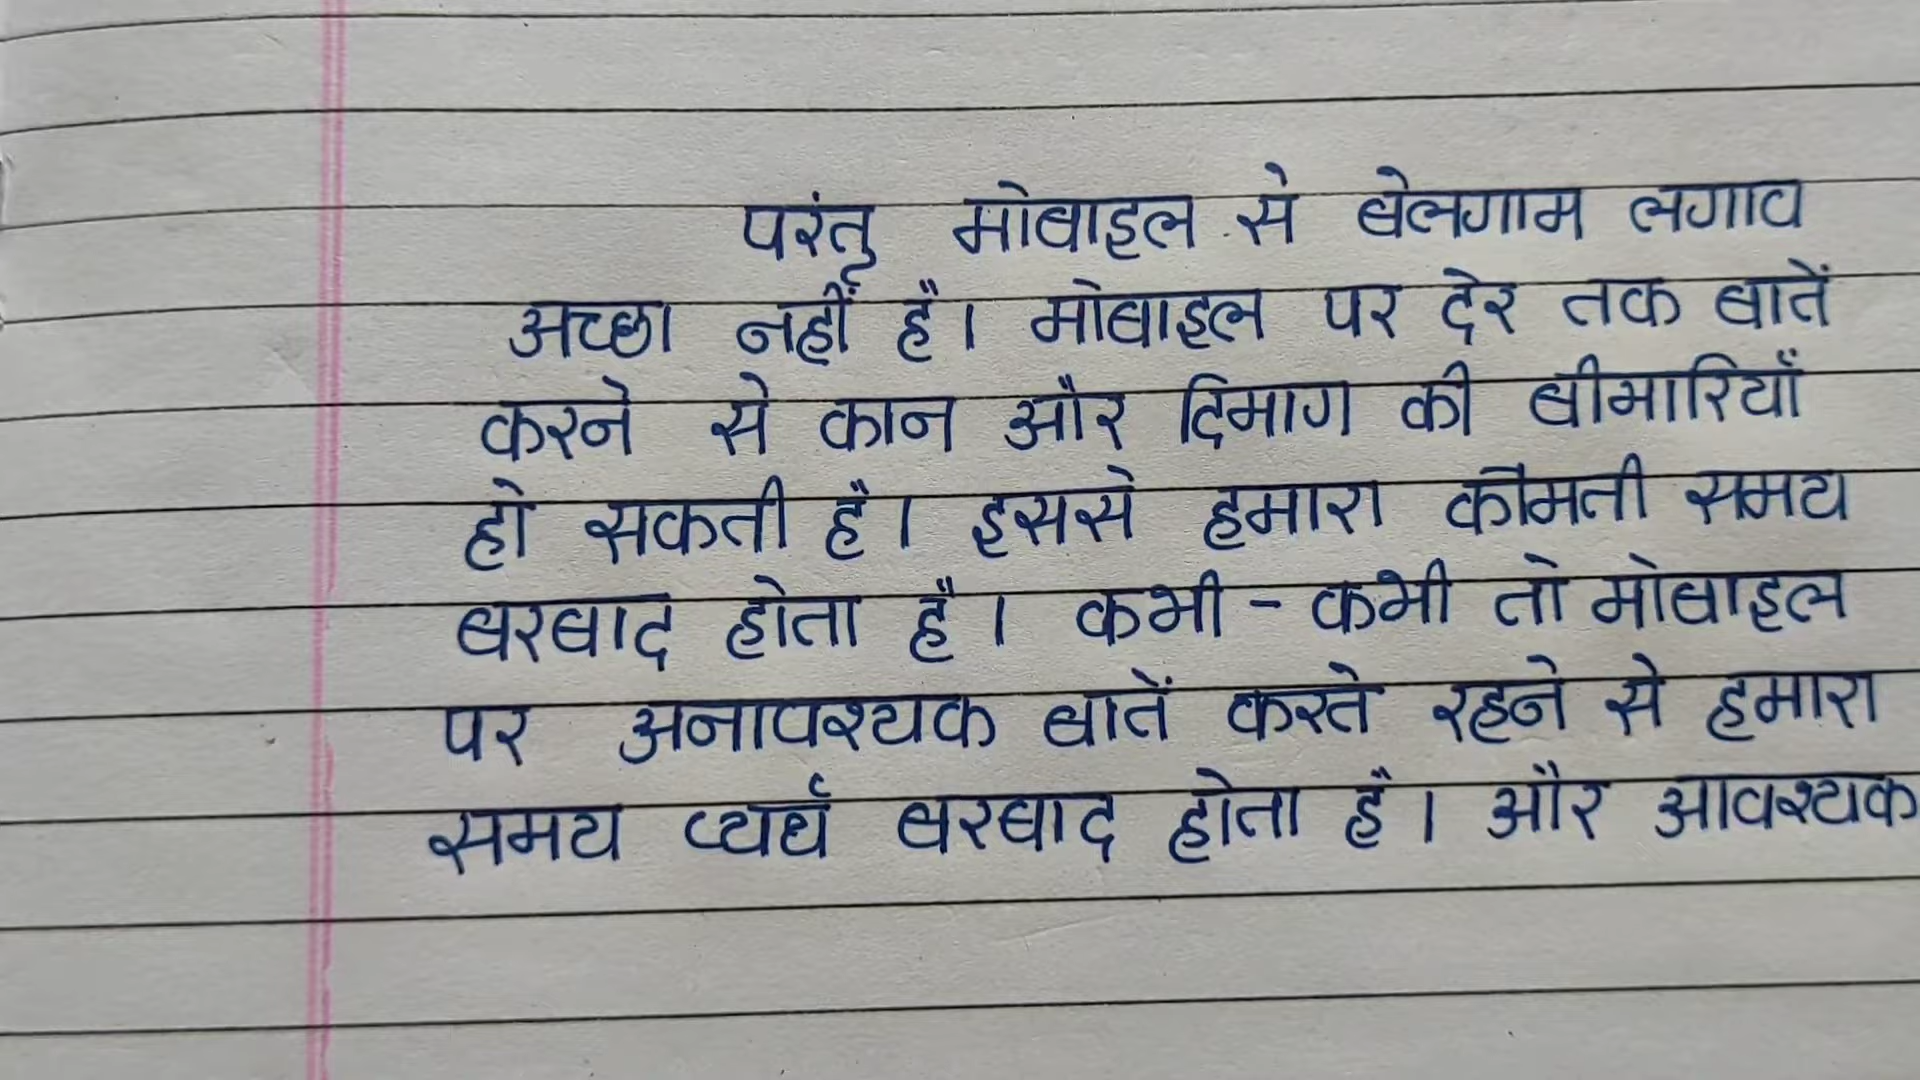 परंतु मोबाइल से बेलगाम लगाव
अच्छा नहीं है। मोबाइल पर देर तक बातें
करने से कान और दिमाग की बीमारियाँ
हो सकती है। इससे हमारा कीमती समय
बरबाद होता है। कभी - कभी तो मोबाइल
पर अनावश्यक बातें करते रहने से हमारा
समय व्यर्थ बरबाद होता है। और आवश्यक